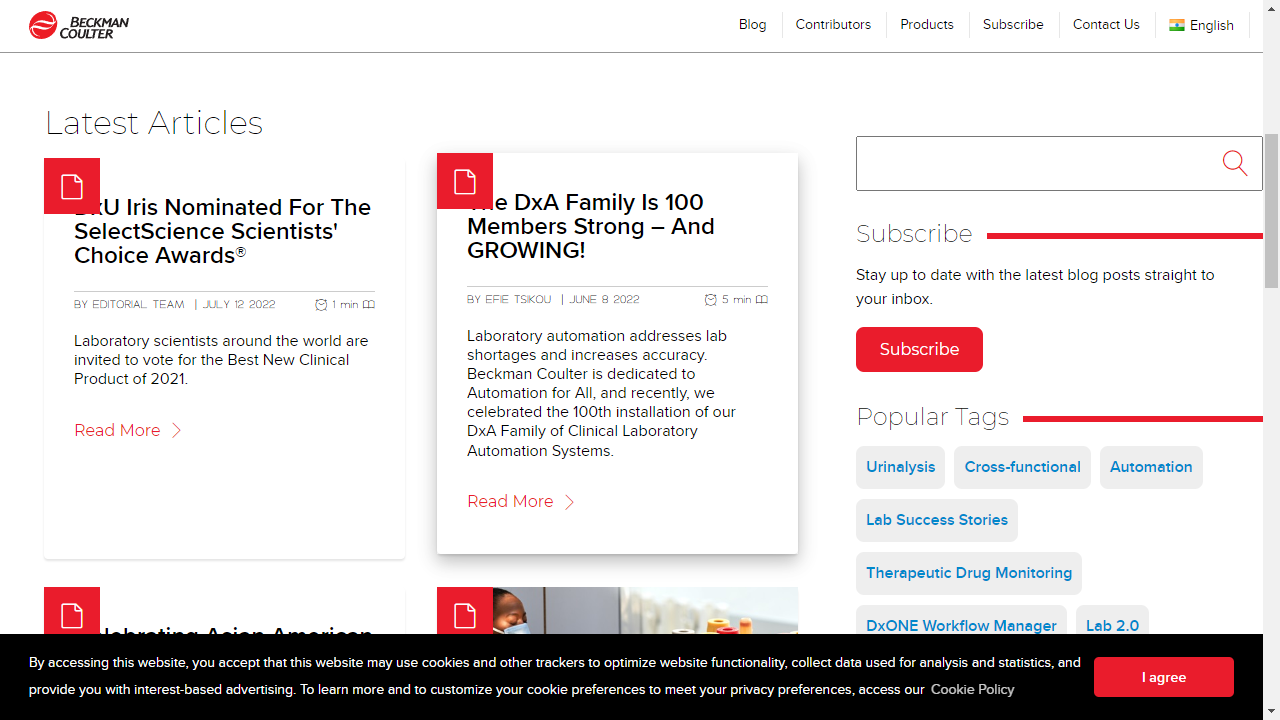 BECKMAN
COULTER
Blog
Contributors
Products
Subscribe
Contact Us
English
Latest Articles
DxU Iris Nominated For The
SelectScience Scientists'
Choice Awards®
BY EDITORIAL TEAM | JULY 12 2022
1 min
Laboratory scientists around the world are
invited to vote for the Best New Clinical
Product of 2021.
Read More
The DxA Family Is 100
Members Strong – And
GROWING!
BY EFIE TSIKOU | JUNE 8 2022
5 min
Laboratory automation addresses lab
shortages and increases accuracy.
Beckman Coulter is dedicated to
Automation for All, and recently, we
celebrated the 100th installation of our
DxA Family of Clinical Laboratory
Automation Systems.
Read More
Subscribe
Stay up to date with the latest blog posts straight to
your inbox.
Subscribe
Popular Tags
Urinalysis
Cross-functional
Automation
Lab Success Stories
Therapeutic Drug Monitoring
DxONE Workflow Manager
Lab 2.0
Celebrating Asian American
By accessing this website, you accept that this website may use cookies and other trackers to optimize website functionality, collect data used for analysis and statistics, and
provide you with interest-based advertising. To learn more and to customize your cookie preferences to meet your privacy preferences, access our Cookie Policy
I agree